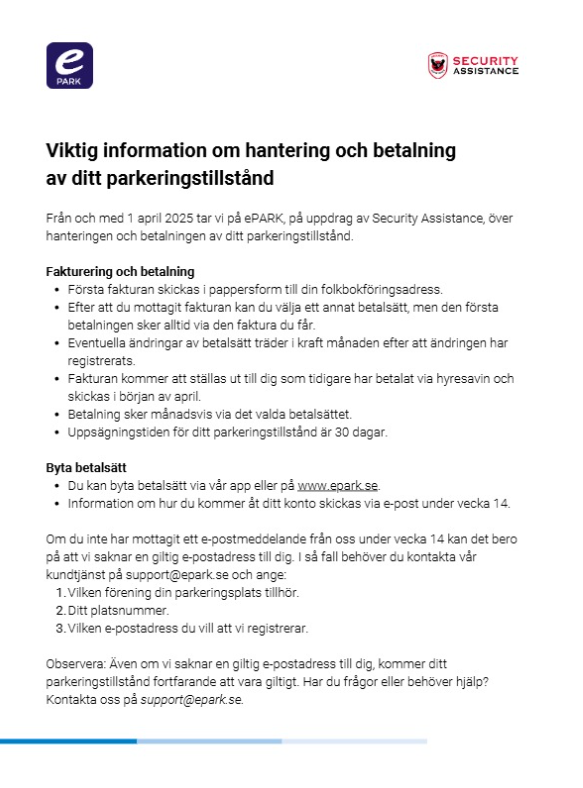 e
PARK
SECURITY
ASSISTANCE
Viktig information om hantering och betalning
av ditt parkeringstillstånd
Från och med 1 april 2025 tar vi på ePARK, på uppdrag av Security Assistance, över
hanteringen och betalningen av ditt parkeringstillstånd.
Fakturering och betalning
• Första fakturan skickas i pappersform till din folkbokföringsadress.
• Efter att du mottagit fakturan kan du välja ett annat betalsätt, men den första
betalningen sker alltid via den faktura du får.
• Eventuella ändringar av betalsätt träder i kraft månaden efter att ändringen har
registrerats.
• Fakturan kommer att ställas ut till dig som tidigare har betalat via hyresavin och
skickas i början av april.
• Betalning sker månadsvis via det valda betalsättet.
• Uppsägningstiden för ditt parkeringstillstånd är 30 dagar.
Byta betalsätt
• Du kan byta betalsätt via vår app eller på www.epark.se.
• Information om hur du kommer åt ditt konto skickas via e-post under vecka 14.
Om du inte har mottagit ett e-postmeddelande från oss under vecka 14 kan det bero
på att vi saknar en giltig e-postadress till dig. I så fall behöver du kontakta vår
kundtjänst på support@epark.se och ange:
1. Vilken förening din parkeringsplats tillhör.
2. Ditt platsnummer.
3. Vilken e-postadress du vill att vi registrerar.
Observera: Även om vi saknar en giltig e-postadress till dig, kommer ditt
parkeringstillstånd fortfarande att vara giltigt. Har du frågor eller behöver hjälp?
Kontakta oss på support@epark.se.